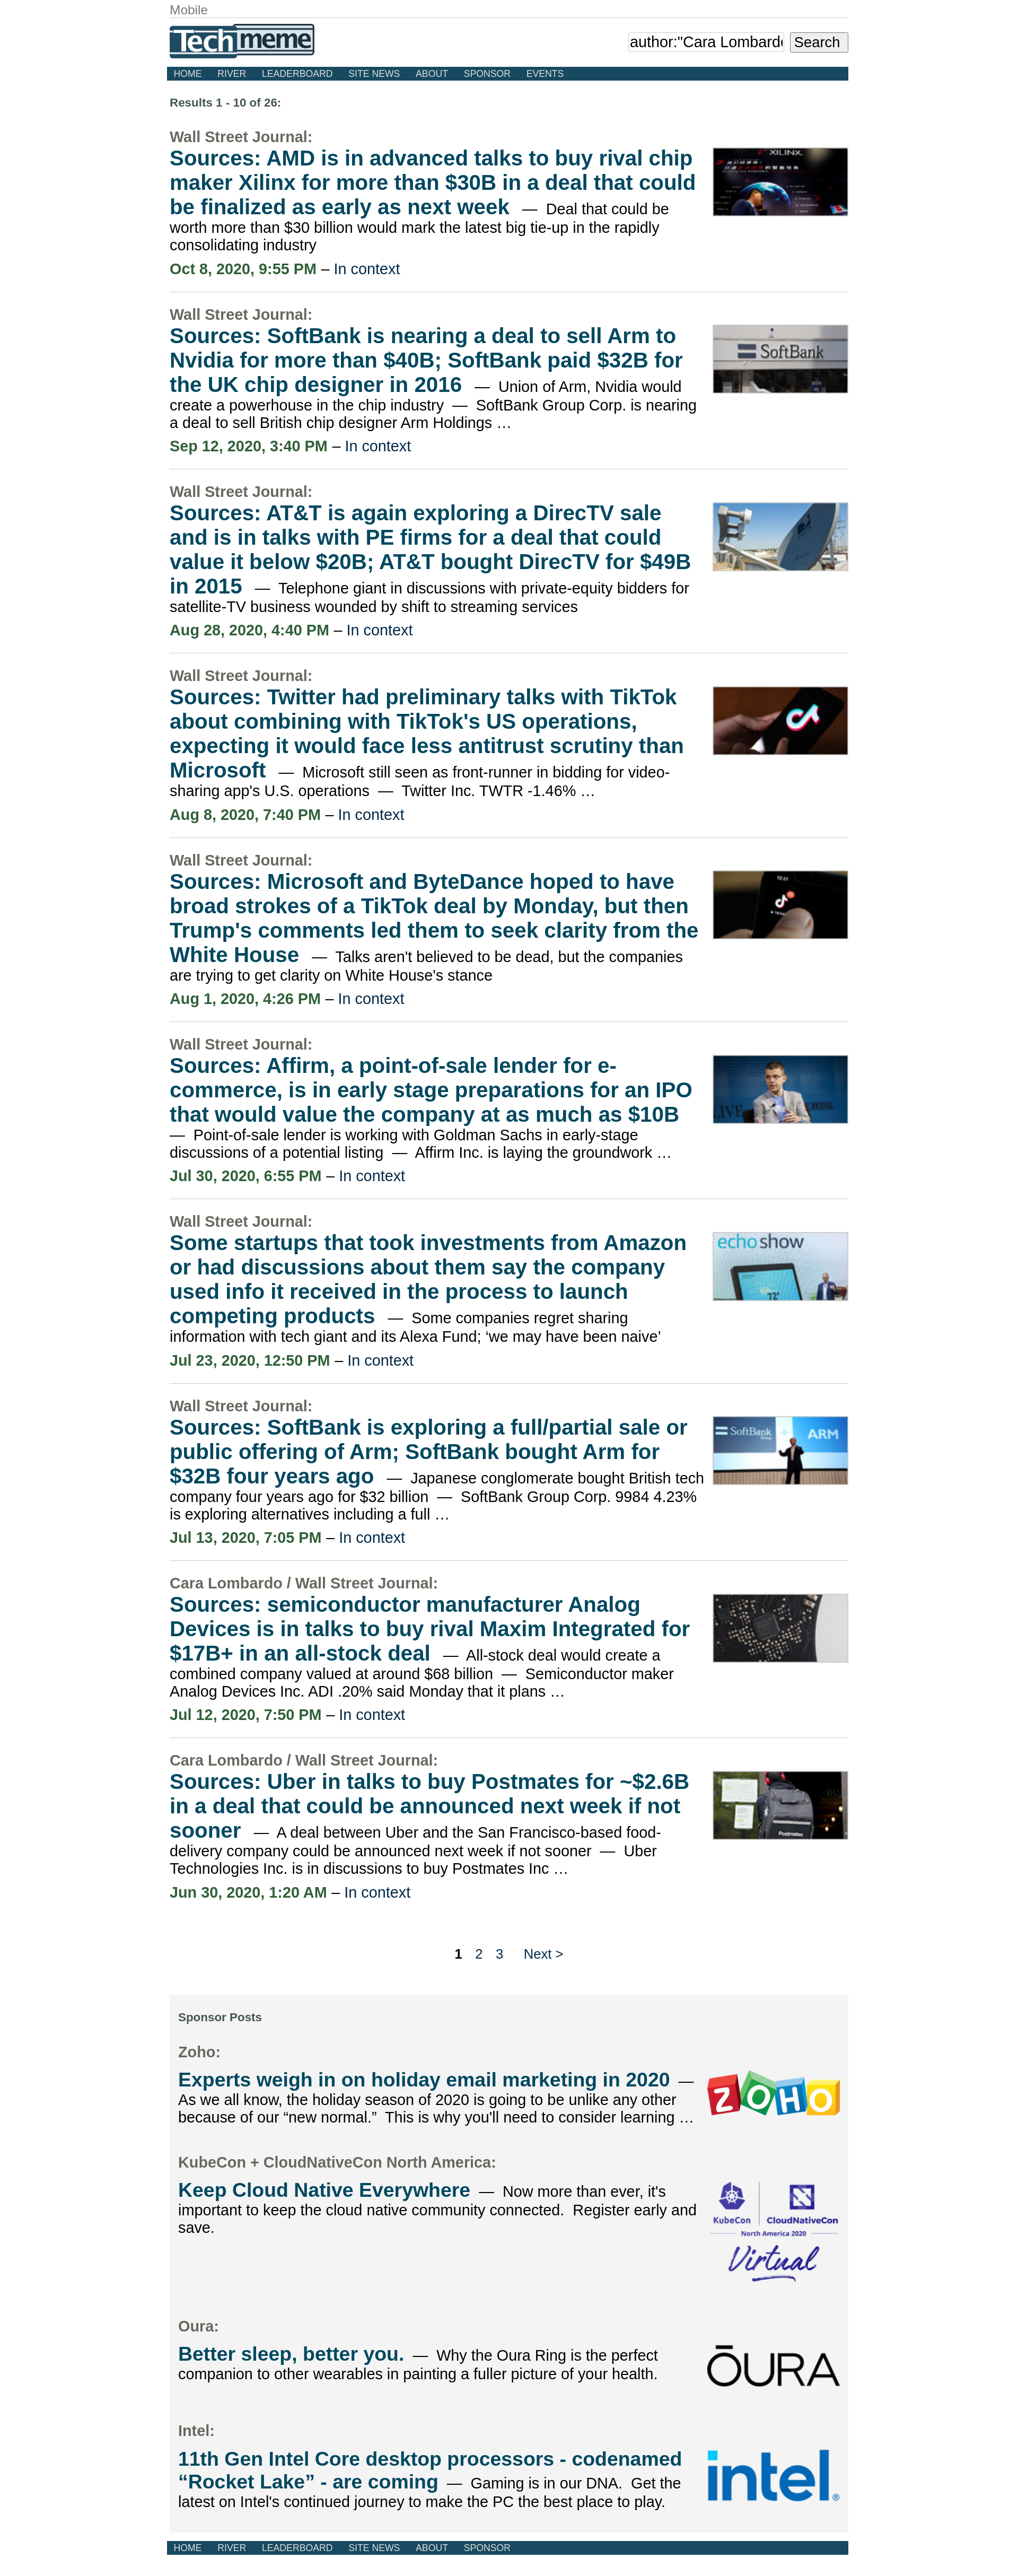 Mobile
Techmeme
author:"Cara Lombard
Search
HOME RIVER LEADERBOARD SITE NEWS ABOUT SPONSOR EVENTS
Results 1 - 10 of 26:
Wall Street Journal:
Sources: AMD is in advanced talks to buy rival chip
maker Xilinx for more than $30B in a deal that could
be finalized as early as next week — Deal that could be
worth more than $30 billion would mark the latest big tie-up in the rapidly
consolidating industry
Oct 8, 2020, 9:55 PM – In context
XILINX
Wall Street Journal:
Sources: SoftBank is nearing a deal to sell Arm to
Nvidia for more than $40B; SoftBank paid $32B for
the UK chip designer in 2016 — Union of Arm, Nvidia would
create a powerhouse in the chip industry — SoftBank Group Corp. is nearing
a deal to sell British chip designer Arm Holdings …
Sep 12, 2020, 3:40 PM – In context
SoftBank
Wall Street Journal:
Sources: AT&T is again exploring a DirecTV sale
and is in talks with PE firms for a deal that could
value it below $20B; AT&T bought DirecTV for $49B
in 2015 — Telephone giant in discussions with private-equity bidders for
satellite-TV business wounded by shift to streaming services
Aug 28, 2020, 4:40 PM – In context
Wall Street Journal:
Sources: Twitter had preliminary talks with TikTok
about combining with TikTok's US operations,
expecting it would face less antitrust scrutiny than
Microsoft — Microsoft still seen as front-runner in bidding for video-
sharing app's U.S. operations — Twitter Inc. TWTR -1.46% …
Aug 8, 2020, 7:40 PM – In context
Wall Street Journal:
Sources: Microsoft and ByteDance hoped to have
broad strokes of a TikTok deal by Monday, but then
Trump's comments led them to seek clarity from the
White House — Talks aren't believed to be dead, but the companies
are trying to get clarity on White House's stance
Aug 1, 2020, 4:26 PM – In context
Wall Street Journal:
Sources: Affirm, a point-of-sale lender for e-
commerce, is in early stage preparations for an IPO
that would value the company at as much as $10B
— Point-of-sale lender is working with Goldman Sachs in early-stage
discussions of a potential listing — Affirm Inc. is laying the groundwork …
Jul 30, 2020, 6:55 PM – In context
LIVE
Wall Street Journal:
Some startups that took investments from Amazon
or had discussions about them say the company
used info it received in the process to launch
competing products — Some companies regret sharing
information with tech giant and its Alexa Fund; ‘we may have been naive’
Jul 23, 2020, 12:50 PM – In context
echo show
72°
Wall Street Journal:
Sources: SoftBank is exploring a full/partial sale or
public offering of Arm; SoftBank bought Arm for
$32B four years ago — Japanese conglomerate bought British tech
company four years ago for $32 billion — SoftBank Group Corp. 9984 4.23%
is exploring alternatives including a full …
Jul 13, 2020, 7:05 PM – In context
SoftBank
ARM
Cara Lombardo / Wall Street Journal:
Sources: semiconductor manufacturer Analog
Devices is in talks to buy rival Maxim Integrated for
$17B+ in an all-stock deal — All-stock deal would create a
combined company valued at around $68 billion — Semiconductor maker
Analog Devices Inc. ADI .20% said Monday that it plans …
Jul 12, 2020, 7:50 PM – In context
Cara Lombardo / Wall Street Journal:
Sources: Uber in talks to buy Postmates for ~$2.6B
in a deal that could be announced next week if not
sooner — A deal between Uber and the San Francisco-based food-
delivery company could be announced next week if not sooner — Uber
Technologies Inc. is in discussions to buy Postmates Inc …
Jun 30, 2020, 1:20 AM – In context
Postmates
1 2 3 Next >
Sponsor Posts
Zoho:
Experts weigh in on holiday email marketing in 2020 —
As we all know, the holiday season of 2020 is going to be unlike any other
because of our “new normal.” This is why you'll need to consider learning …
ZOHO
KubeCon + CloudNativeCon North America:
Keep Cloud Native Everywhere — Now more than ever, it's
important to keep the cloud native community connected. Register early and
save.
KubeCon CloudNativeCon
North America 2020
Virtual
Oura:
Better sleep, better you. — Why the Oura Ring is the perfect
companion to other wearables in painting a fuller picture of your health.
ŌURA
Intel:
11th Gen Intel Core desktop processors - codenamed
“Rocket Lake” - are coming — Gaming is in our DNA. Get the
latest on Intel's continued journey to make the PC the best place to play.
intel.
HOME RIVER LEADERBOARD SITE NEWS ABOUT SPONSOR